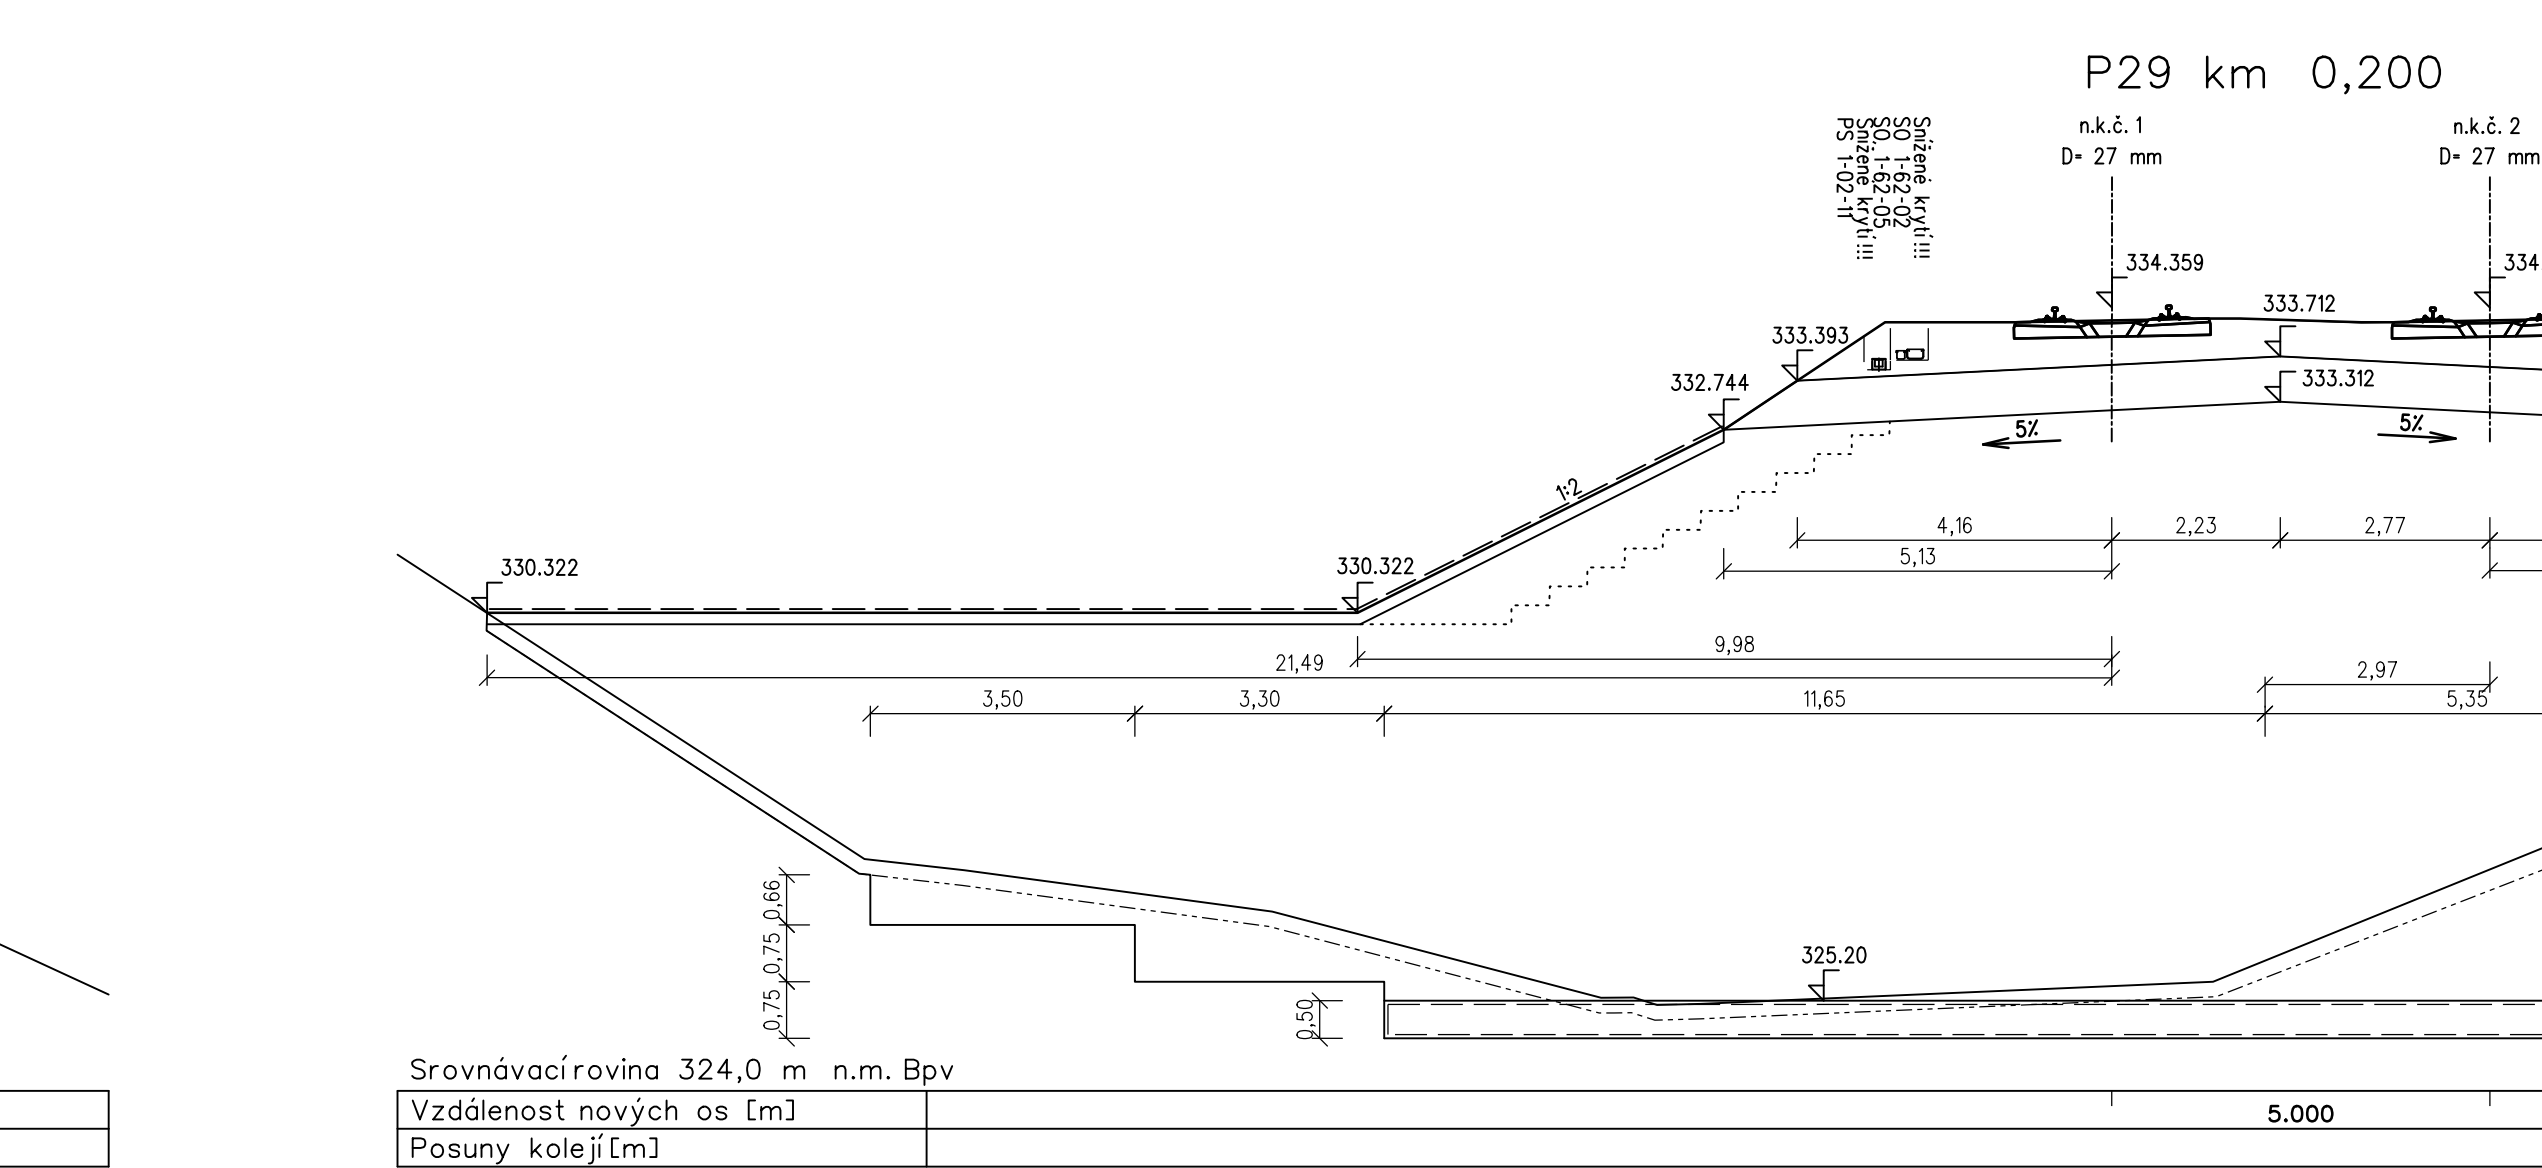 P29 km 0,200
n.k.č. 1
D= 27 mm
n.k.č. 2
D= 27 mm
Snížené krytí!!!
SO 1-62-02
SO. 1-62-05
Snížené krytí!!!
PS 1-02-11
334.359
334
333.712
333.393
332.744
333.312
5%
5%
1:2
4,16
2,23
2,77
5,13
330.322
330.322
9,98
21,49
2,97
3,50
3,30
11,65
5,35
0,66
0,75
0,75
0,50
325.20
Srovnávací rovina 324,0 m n.m. Bpv
Vzdálenost nových os [m]
5.000
Posuny kolejí [m]